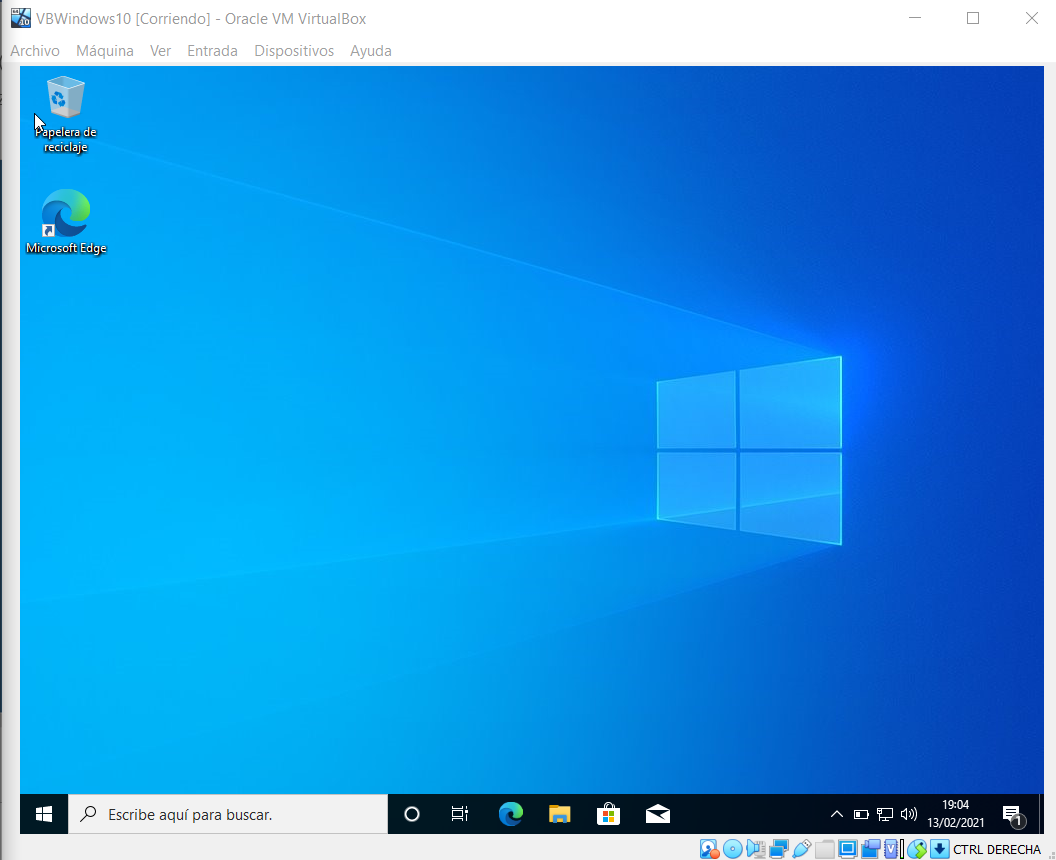 VBWindows10 [Corriendo] - Oracle VM VirtualBox
Archivo Máquina Ver Entrada Dispositivos Ayuda
Papelera de
reciclaje
Microsoft Edge
Escribe aquí para buscar.
19:04
13/02/2021
1
CTRL DERECHA